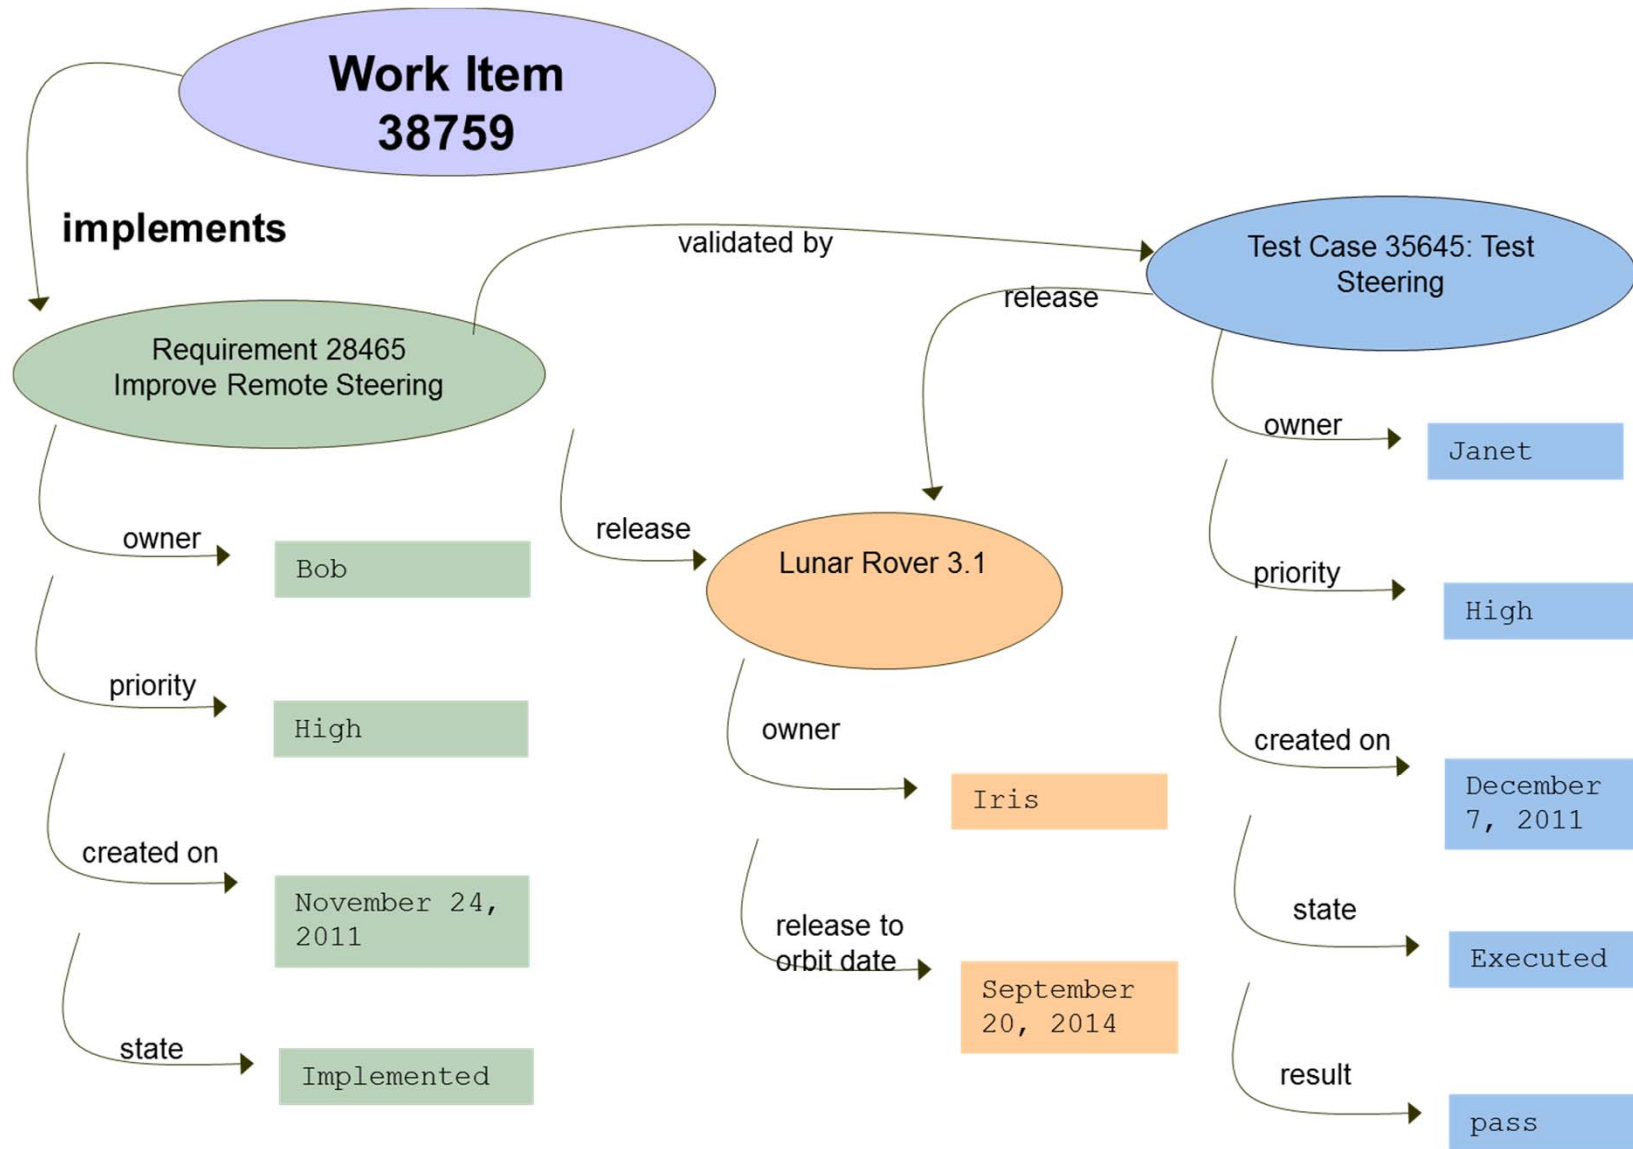 Work Item
38759
implements
validated by
Test Case 35645: Test
Steering
release
Requirement 28465
Improve Remote Steering
owner
Janet
owner
Bob
release
Lunar Rover 3.1
priority
High
priority
High
owner
Iris
created on
December
7, 2011
created on
November 24,
2011
release to
orbit date
September
20, 2014
state
Executed
state
Implemented
result
pass